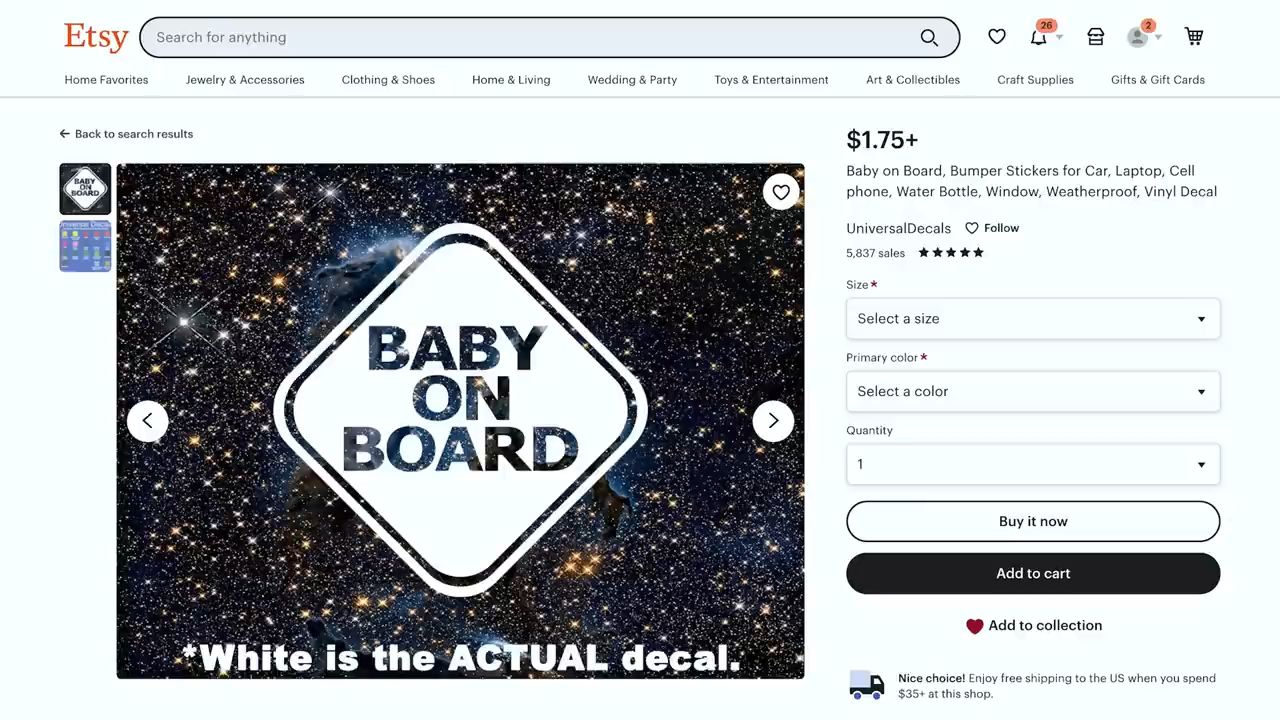 Etsy
Search for anything
26
2
Home Favorites
Jewelry & Accessories
Clothing & Shoes
Home & Living
Wedding & Party
Toys & Entertainment
Art & Collectibles
Craft Supplies
Gifts & Gift Cards
Back to search results
BABY
ON
BOARD
BABY
ON
BOARD
*White is the ACTUAL decal.
$1.75+
Baby on Board, Bumper Stickers for Car, Laptop, Cell
phone, Water Bottle, Window, Weatherproof, Vinyl Decal
UniversalDecals
Follow
5,837 sales
Size*
Select a size
Primary color*
Select a color
Quantity
1
Buy it now
Add to cart
Add to collection
Nice choice! Enjoy free shipping to the US when you spend
$35+ at this shop.